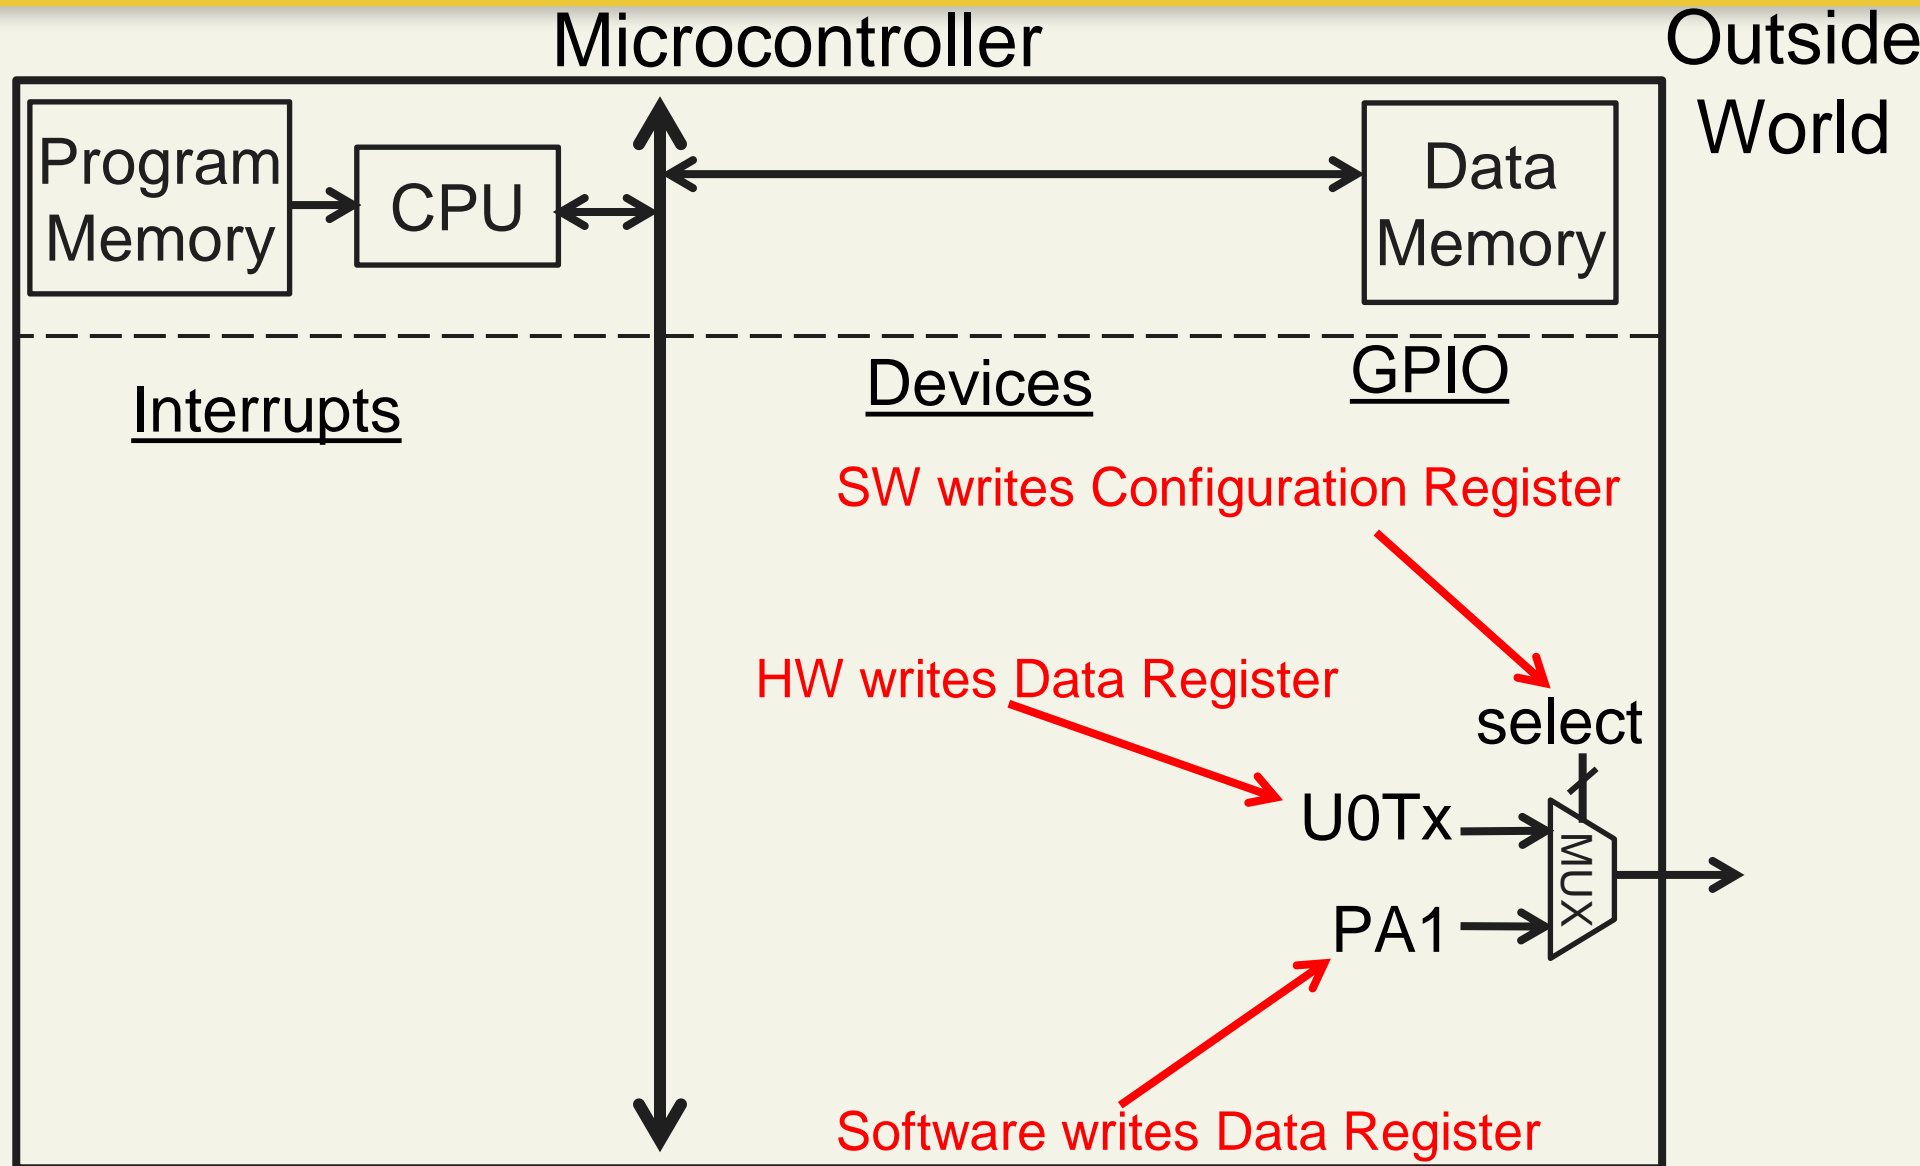 Microcontroller
Outside
World
Program
Memory
CPU
Data
Memory
Interrupts
Devices
GPIO
SW writes Configuration Register
HW writes Data Register
select
U0Tx
MUX
PA1
Software writes Data Register